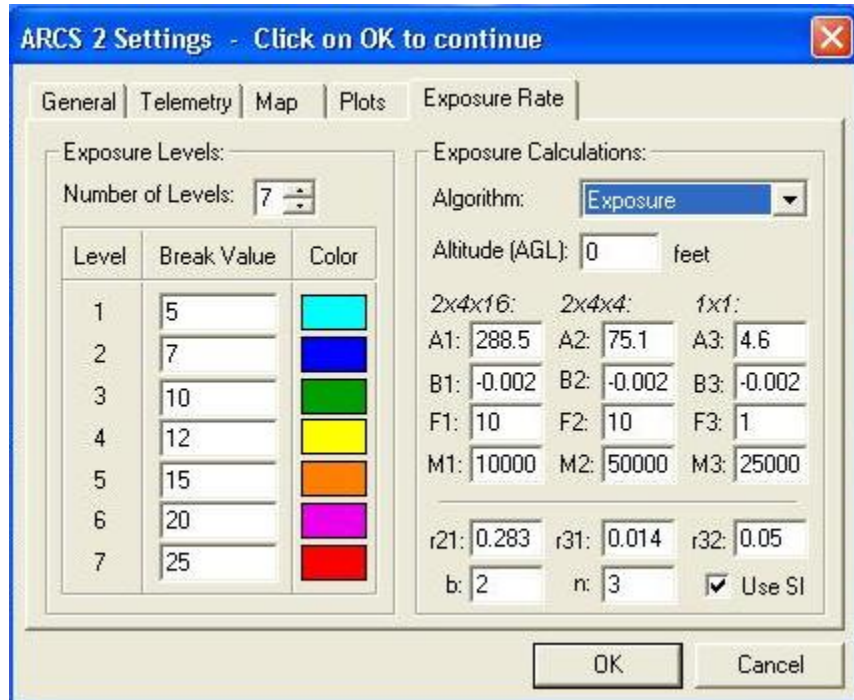 ARCS 2 Settings - Click on OK to continue
General Telemetry Map Plots Exposure Rate
Exposure Levels:
Number of Levels: 7
Level Break Value Color
1 5
2 7
3 10
4 12
5 15
6 20
7 25
Exposure Calculations:
Algorithm: Exposure
Altitude (AGL): 0 feet
2x4x16: 2x4x4: 1x1:
A1: 288.5 A2: 75.1 A3: 4.6
B1: -0.002 B2: -0.002 B3: -0.002
F1: 10 F2: 10 F3: 1
M1: 10000 M2: 50000 M3: 25000
r21: 0.283 r31: 0.014 r32: 0.05
b: 2 n: 3 Use SI
OK Cancel